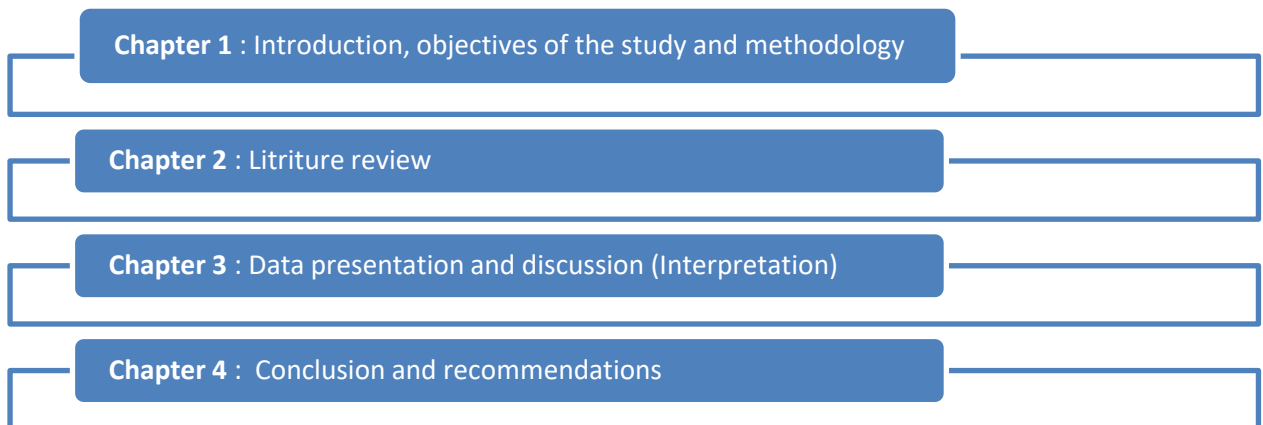 Chapter 1 : Introduction, objectives of the study and methodology
Chapter 2 : Litriture review
Chapter 3 : Data presentation and discussion (Interpretation)
Chapter 4 : Conclusion and recommendations